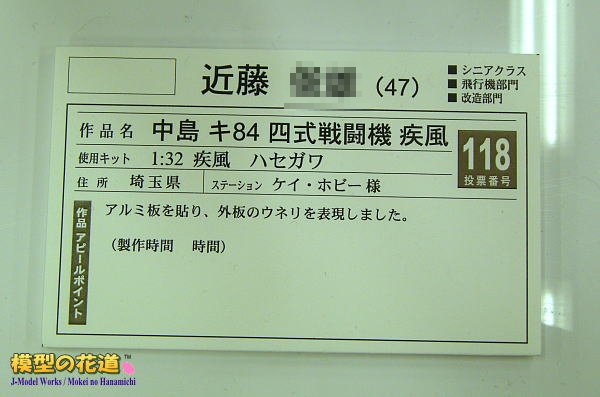 近藤 (47)
■ シニアクラス
■ 飛行機部門
■ 改造部門
作品名 中島 キ84 四式戦闘機 疾風
使用キット 1:32 疾風 ハセガワ
118
投票番号
住所 埼玉県 ステーション ケイ・ホビー様
作品アピールポイント
アルミ板を貼り、外板のウネリを表現しました。
(製作時間 時間)
模型の花道 TM
J-Model Works / Mokei no Hanamichi